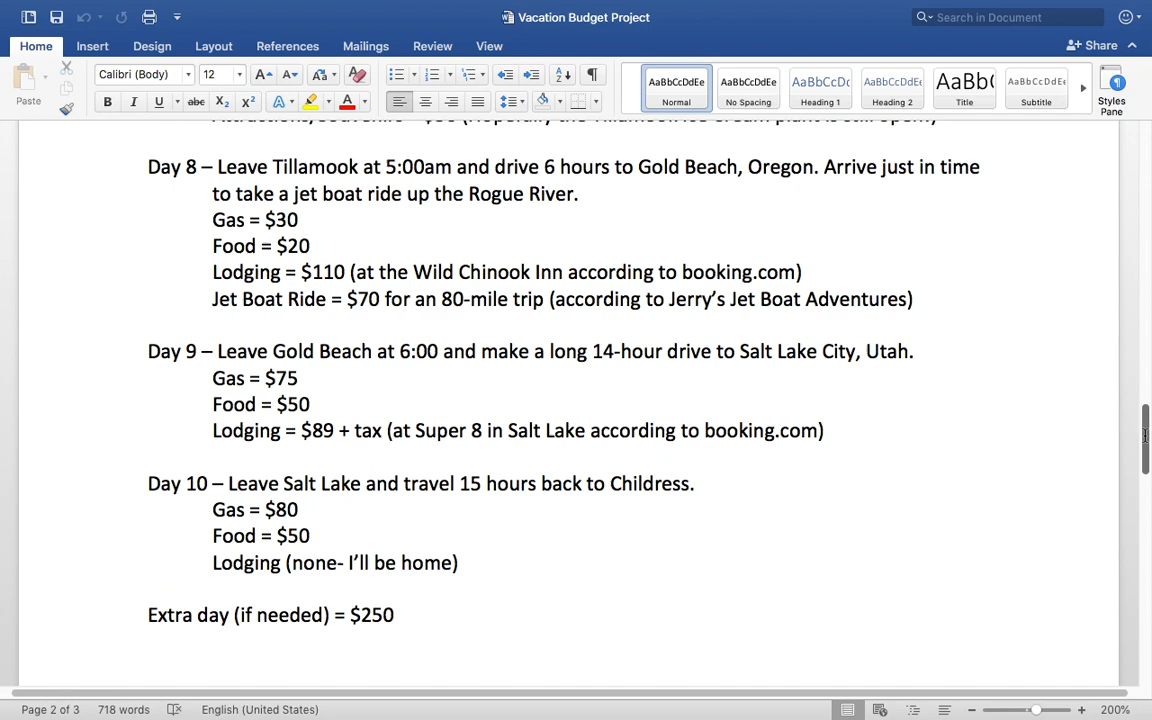 Vacation Budget Project
Search in Document
Home Insert Design Layout References Mailings Review View
Share
Paste
Calibri (Body) 12
AaBbCcDdEe AaBbCcDdEe AaBbCcDc AaBbCcDdEe AaBb( AaBbCcDdEe
Normal No Spacing Heading 1 Heading 2 Title Subtitle
Styles
Pane
Day 8 – Leave Tillamook at 5:00am and drive 6 hours to Gold Beach, Oregon. Arrive just in time
to take a jet boat ride up the Rogue River.
Gas = $30
Food = $20
Lodging = $110 (at the Wild Chinook Inn according to booking.com)
Jet Boat Ride = $70 for an 80-mile trip (according to Jerry’s Jet Boat Adventures)
Day 9 – Leave Gold Beach at 6:00 and make a long 14-hour drive to Salt Lake City, Utah.
Gas = $75
Food = $50
Lodging = $89 + tax (at Super 8 in Salt Lake according to booking.com)
Day 10 – Leave Salt Lake and travel 15 hours back to Childress.
Gas = $80
Food = $50
Lodging (none- I’ll be home)
Extra day (if needed) = $250
Page 2 of 3 718 words English (United States) 200%